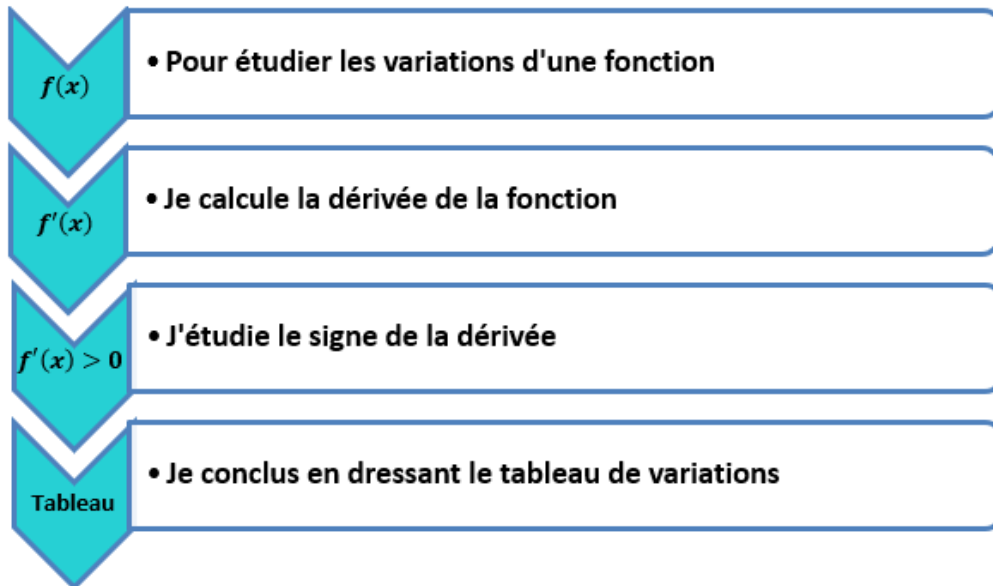 f(x)
• Pour étudier les variations d'une fonction
f'(x)
• Je calcule la dérivée de la fonction
f'(x) > 0
• J'étudie le signe de la dérivée
Tableau
• Je conclus en dressant le tableau de variations